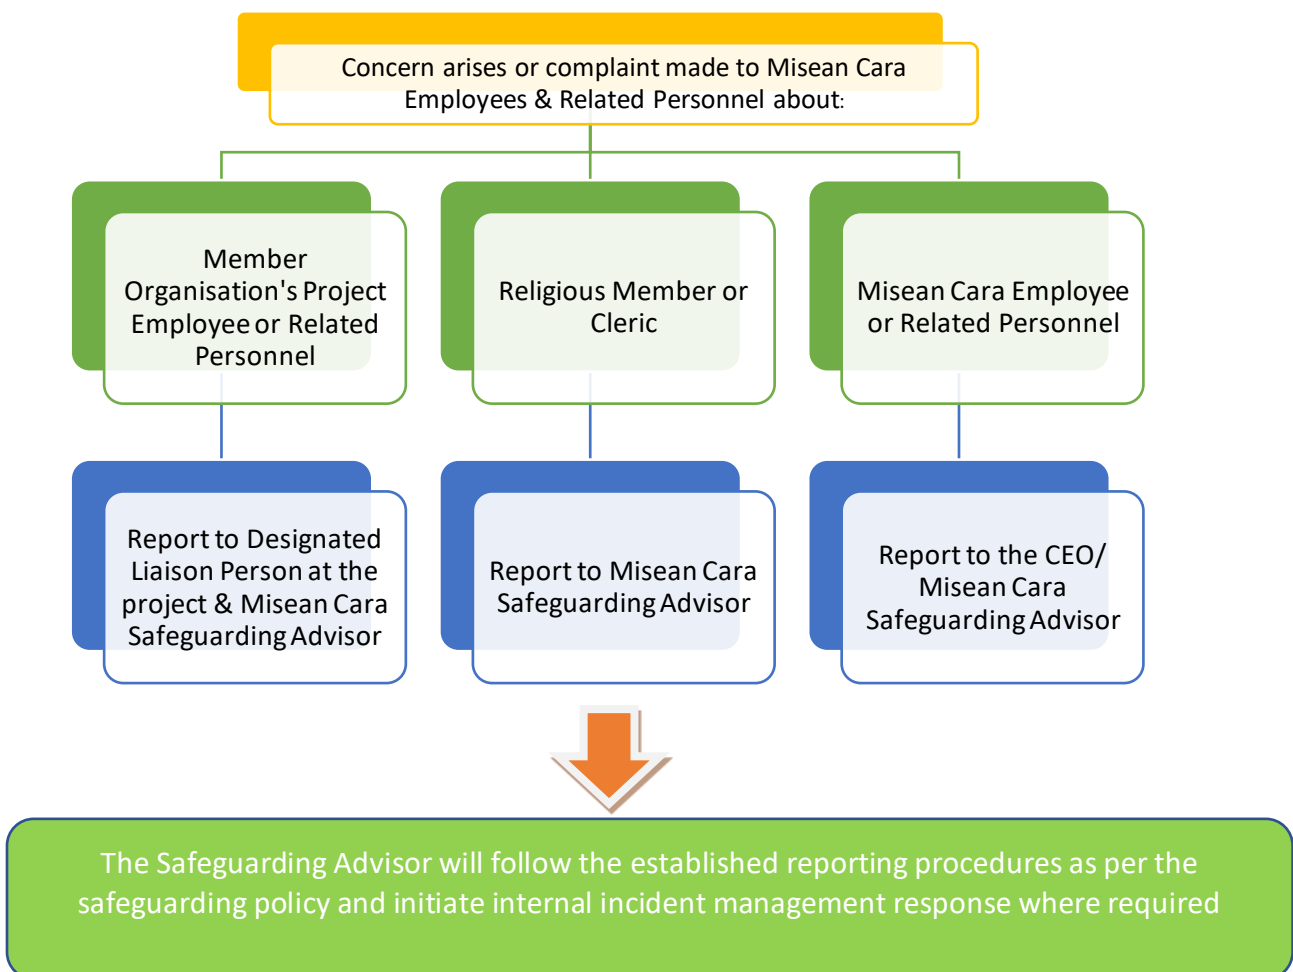 Concern arises or complaint made to Misean Cara
Employees & Related Personnel about:
Member
Organisation's Project
Employee or Related
Personnel
Religious Member or
Cleric
Misean Cara Employee
or Related Personnel
Report to Designated
Liaison Person at the
project & Misean Cara
Safeguarding Advisor
Report to Misean Cara
Safeguarding Advisor
Report to the CEO/
Misean Cara
Safeguarding Advisor
The Safeguarding Advisor will follow the established reporting procedures as per the
safeguarding policy and initiate internal incident management response where required